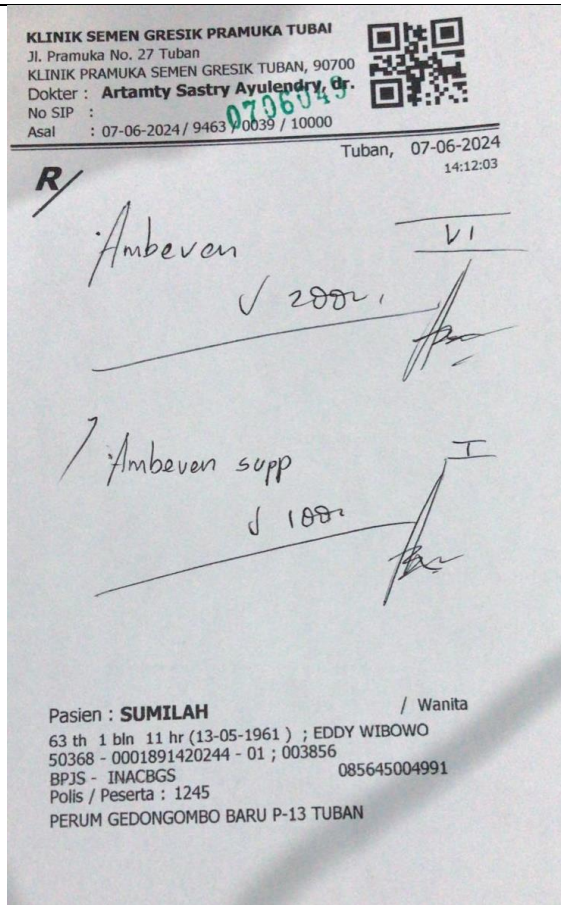 KLINIK SEMEN GRESIK PRAMUKA TUBAI
Jl. Pramuka No. 27 Tuban
KLINIK PRAMUKA SEMEN GRESIK TUBAN, 90700
Dokter : Artamty Sastry Ayulendry, dr.
No SIP :
0706049
Asal : 07-06-2024 / 9463 / 0039 / 10000
Tuban, 07-06-2024
14:12:03
R/
Ambeven VI
Ambeven supp I
Pasien : SUMILAH / Wanita
63 th 1 bln 11 hr (13-05-1961 ) ; EDDY WIBOWO
50368 - 0001891420244 - 01 ; 003856
BPJS - INACBGS 085645004991
Polis / Peserta : 1245
PERUM GEDONGOMBO BARU P-13 TUBAN